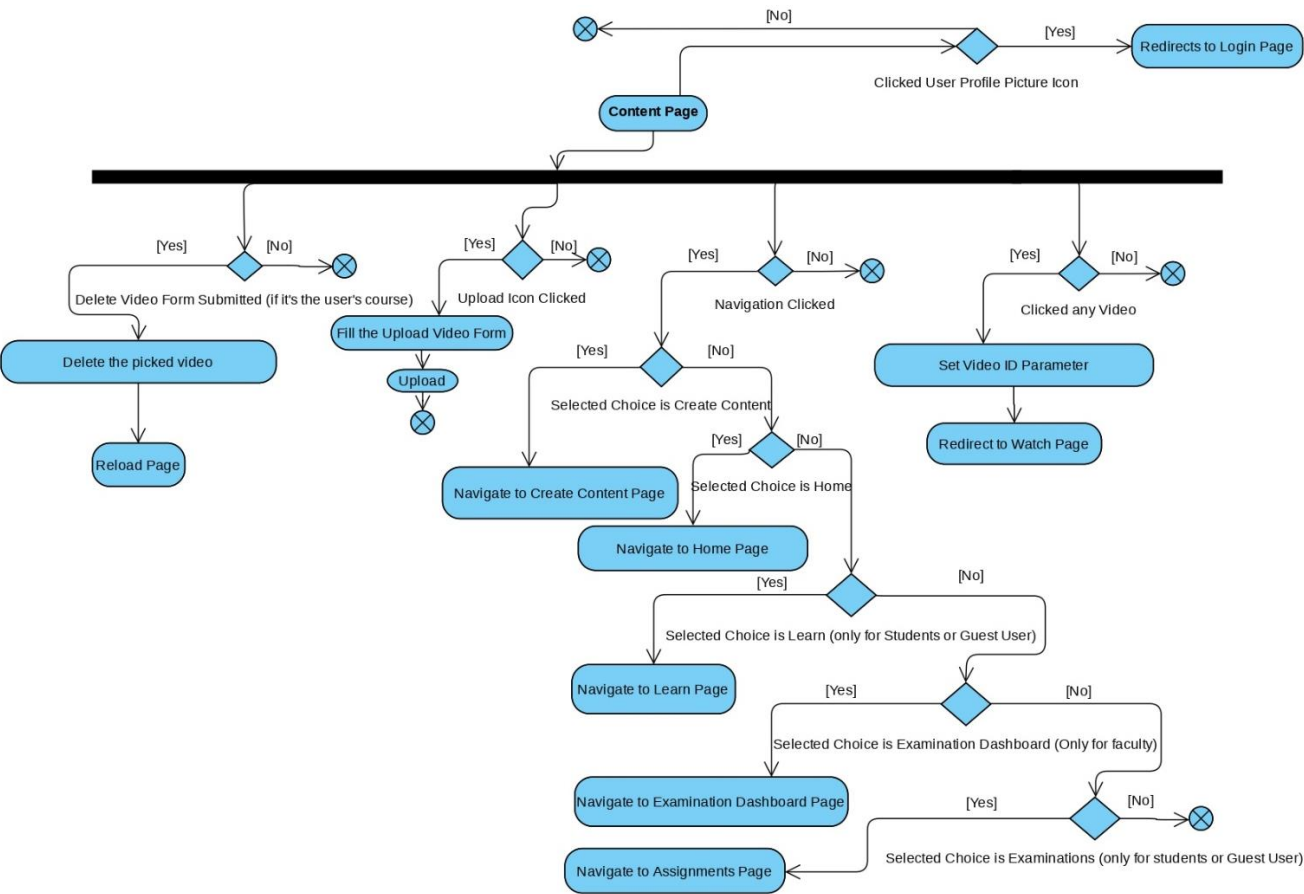 [No]
[Yes]
Redirects to Login Page
Clicked User Profile Picture Icon
Content Page
[Yes]
[No]
Delete Video Form Submitted (if it's the user's course)
Delete the picked video
Reload Page
[Yes]
[No]
Upload Icon Clicked
Fill the Upload Video Form
Upload
[Yes]
[No]
Navigation Clicked
[Yes]
[No]
Selected Choice is Create Content
Navigate to Create Content Page
[Yes]
[No]
Selected Choice is Home
Navigate to Home Page
[Yes]
[No]
Selected Choice is Learn (only for Students or Guest User)
Navigate to Learn Page
[Yes]
[No]
Selected Choice is Examination Dashboard (Only for faculty)
Navigate to Examination Dashboard Page
[Yes]
[No]
Selected Choice is Examinations (only for students or Guest User)
Navigate to Assignments Page
[Yes]
[No]
Clicked any Video
Set Video ID Parameter
Redirect to Watch Page